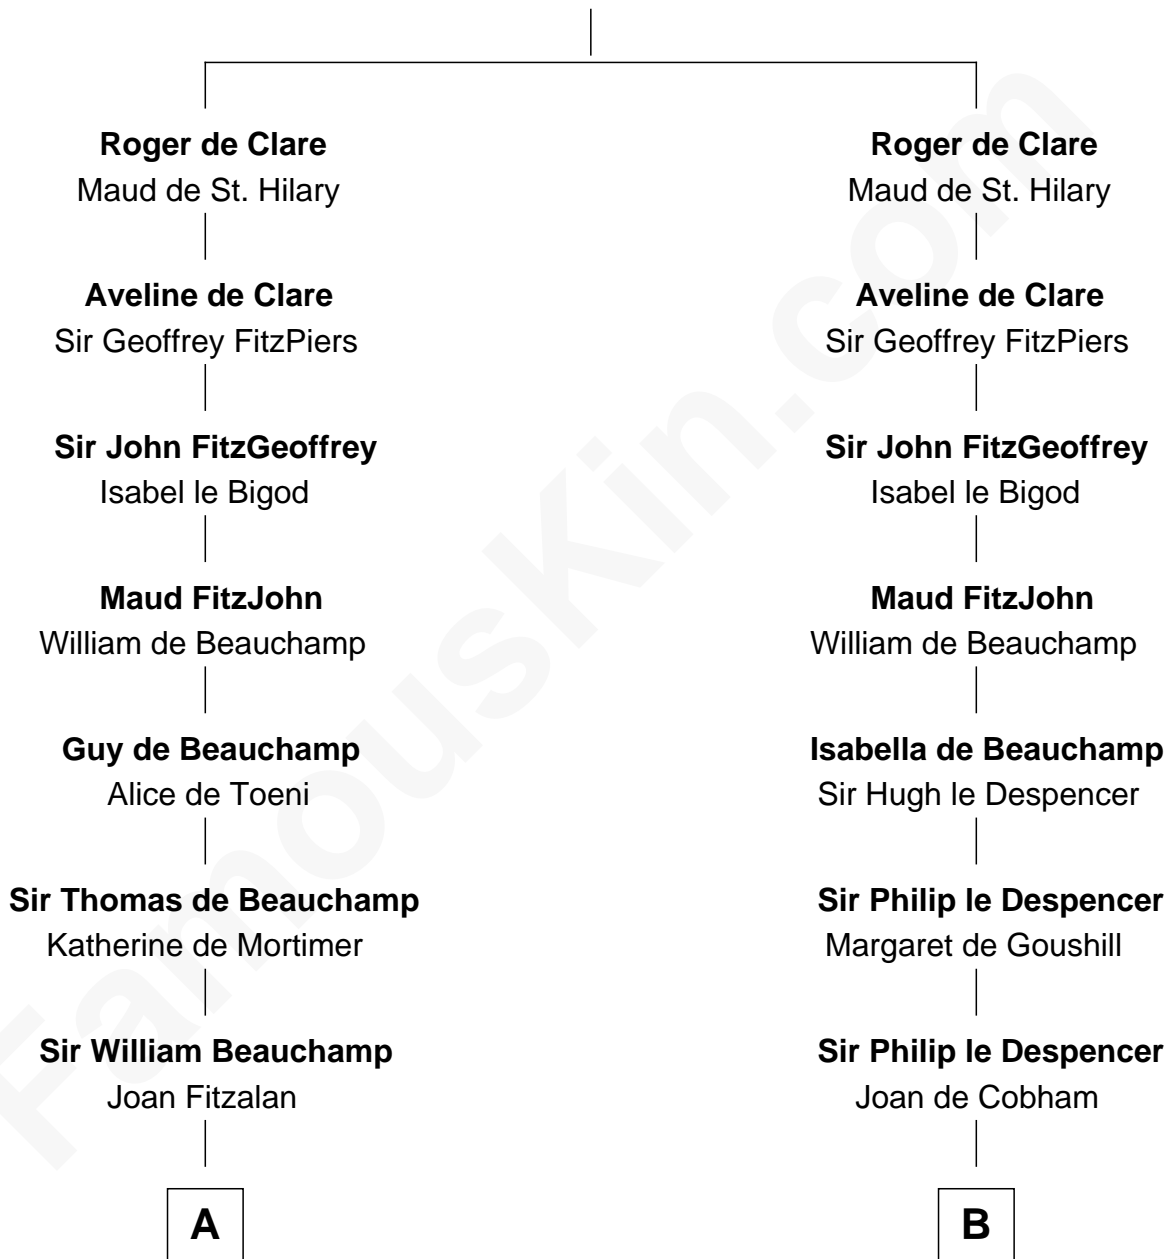 Roger de Clare
Maud de St. Hilary
Aveline de Clare
Sir Geoffrey FitzPiers
Sir John FitzGeoffrey
Isabel le Bigod
Maud FitzJohn
William de Beauchamp
Guy de Beauchamp
Alice de Toeni
Sir Thomas de Beauchamp
Katherine de Mortimer
Sir William Beauchamp
Joan Fitzalan
A
Roger de Clare
Maud de St. Hilary
Aveline de Clare
Sir Geoffrey FitzPiers
Sir John FitzGeoffrey
Isabel le Bigod
Maud FitzJohn
William de Beauchamp
Isabella de Beauchamp
Sir Hugh le Despencer
Sir Philip le Despencer
Margaret de Goushill
Sir Philip le Despencer
Joan de Cobham
B
FamousKin.com